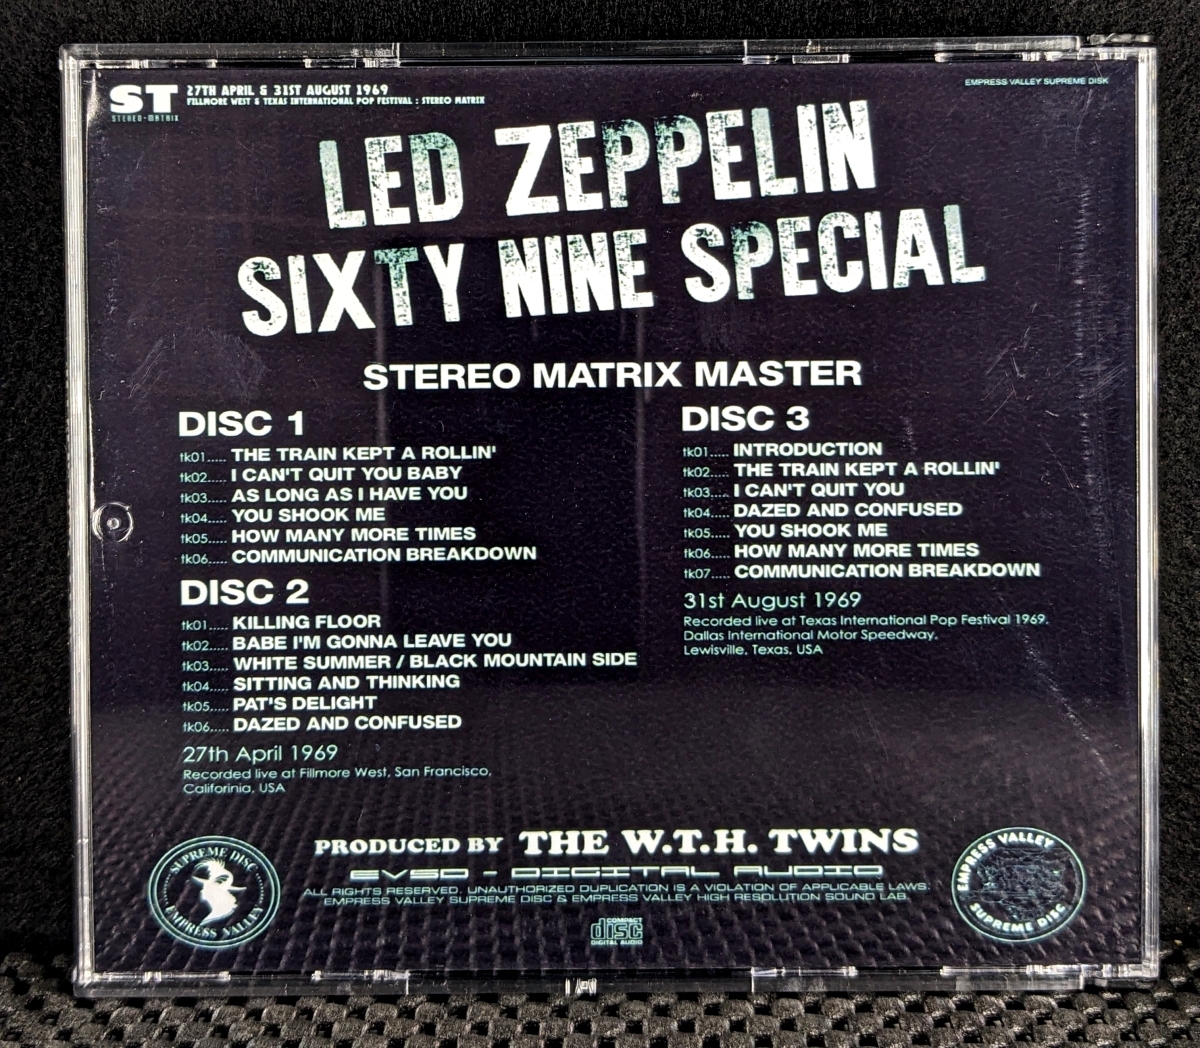 ST
STEREO-MATRIX
27TH APRIL & 31ST AUGUST 1969
FILLMORE WEST & TEXAS INTERNATIONAL POP FESTIVAL : STEREO MATRIX
EMPRESS VALLEY SUPREME DISK
LED ZEPPELIN
SIXTY NINE SPECIAL
STEREO MATRIX MASTER
DISC 1
tk01..... THE TRAIN KEPT A ROLLIN'
tk02..... I CAN'T QUIT YOU BABY
tk03..... AS LONG AS I HAVE YOU
tk04..... YOU SHOOK ME
tk05..... HOW MANY MORE TIMES
tk06..... COMMUNICATION BREAKDOWN
DISC 2
tk01..... KILLING FLOOR
tk02..... BABE I'M GONNA LEAVE YOU
tk03..... WHITE SUMMER / BLACK MOUNTAIN SIDE
tk04..... SITTING AND THINKING
tk05..... PAT'S DELIGHT
tk06..... DAZED AND CONFUSED
27th April 1969
Recorded live at Fillmore West, San Francisco,
Califorinia, USA
DISC 3
tk01..... INTRODUCTION
tk02..... THE TRAIN KEPT A ROLLIN'
tk03..... I CAN'T QUIT YOU
tk04..... DAZED AND CONFUSED
tk05..... YOU SHOOK ME
tk06..... HOW MANY MORE TIMES
tk07..... COMMUNICATION BREAKDOWN
31st August 1969
Recorded live at Texas International Pop Festival 1969,
Dallas International Motor Speedway,
Lewisville, Texas, USA
SUPREME DISC
EMPRESS VALLEY
PRODUCED BY THE W.T.H. TWINS
EVSD - DIGITAL AUDIO
ALL RIGHTS RESERVED. UNAUTHORIZED DUPLICATION IS A VIOLATION OF APPLICABLE LAWS.
EMPRESS VALLEY SUPREME DISC & EMPRESS VALLEY HIGH RESOLUTION SOUND LAB.
COMPACT
disc
DIGITAL AUDIO
EMPRESS VALLEY
SUPREME DISC